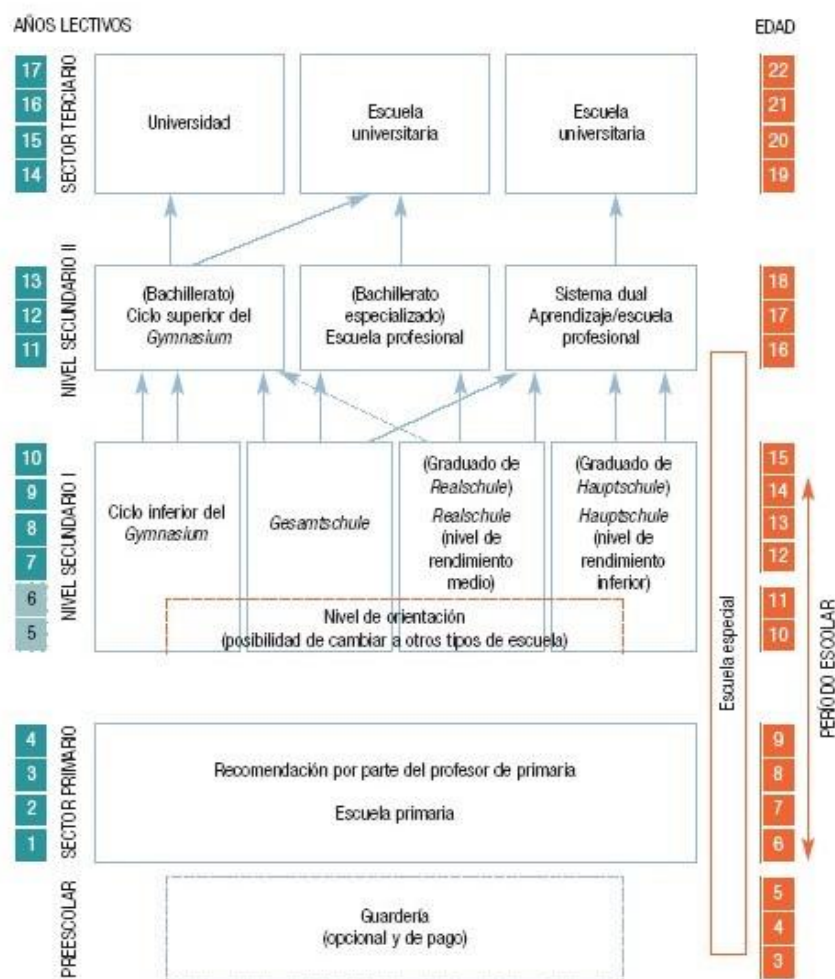 AÑOS LECTIVOS
EDAD
17
16
15
14
SECTOR TERCIARIO
Universidad
Escuela
universitaria
Escuela
universitaria
22
21
20
19
13
12
11
NIVEL SECUNDARIO II
(Bachillerato)
Ciclo superior del
Gymnasium
(Bachillerato
especializado)
Escuela profesional
Sistema dual
Aprendizaje/escuela
profesional
18
17
16
10
9
8
7
6
5
NIVEL SECUNDARIO I
Ciclo inferior del
Gymnasium
Gesamtschule
(Graduado de
Realschule)
Realschule
(nivel de
rendimiento
medio)
(Graduado de
Hauptschule)
Hauptschule
(nivel de
rendimiento
inferior)
Nivel de orientación
(posibilidad de cambiar a otros tipos de escuela)
15
14
13
12
11
10
Escuela especial
PERÍODO ESCOLAR
4
3
2
1
SECTOR PRIMARIO
Recomendación por parte del profesor de primaria
Escuela primaria
9
8
7
6
PREESCOLAR
Guardería
(opcional y de pago)
5
4
3